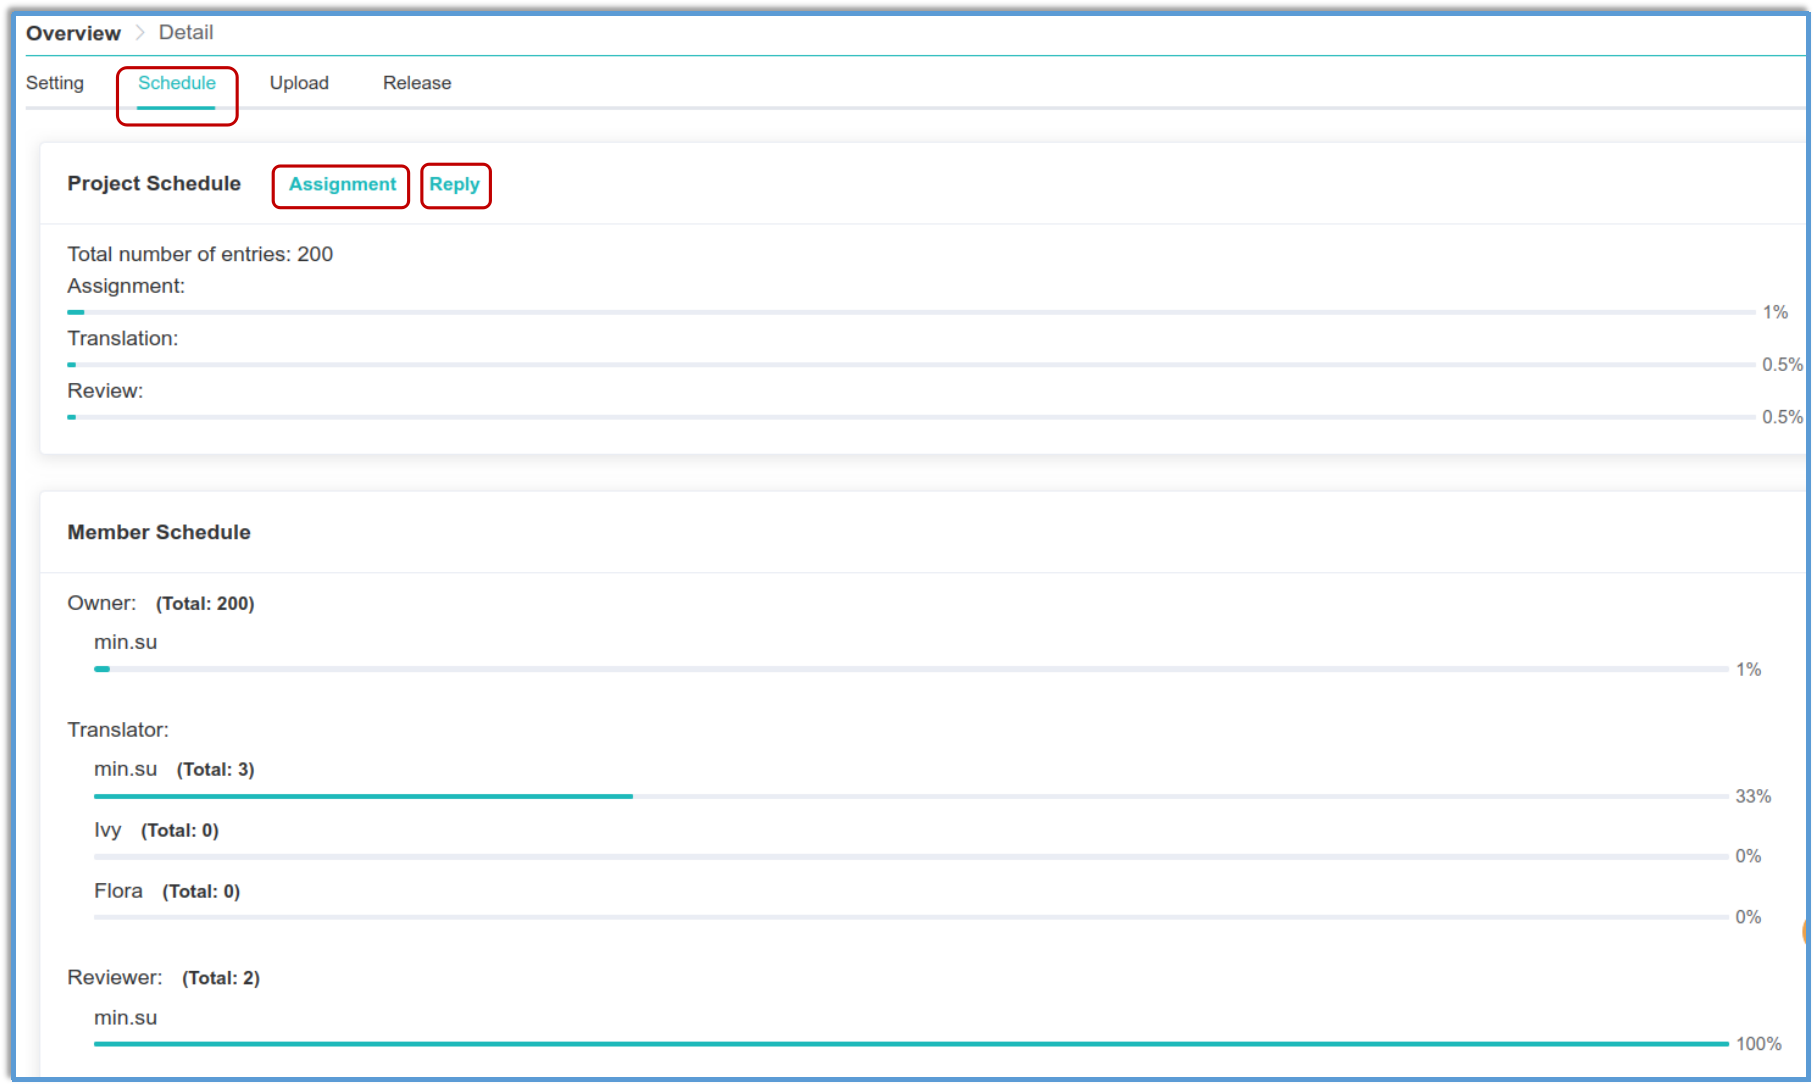 Overview > Detail
Setting Schedule Upload Release
Project Schedule Assignment Reply
Total number of entries: 200
Assignment:
1%
Translation:
0.5%
Review:
0.5%
Member Schedule
Owner: (Total: 200)
min.su
1%
Translator:
min.su (Total: 3)
33%
Ivy (Total: 0)
0%
Flora (Total: 0)
0%
Reviewer: (Total: 2)
min.su
100%